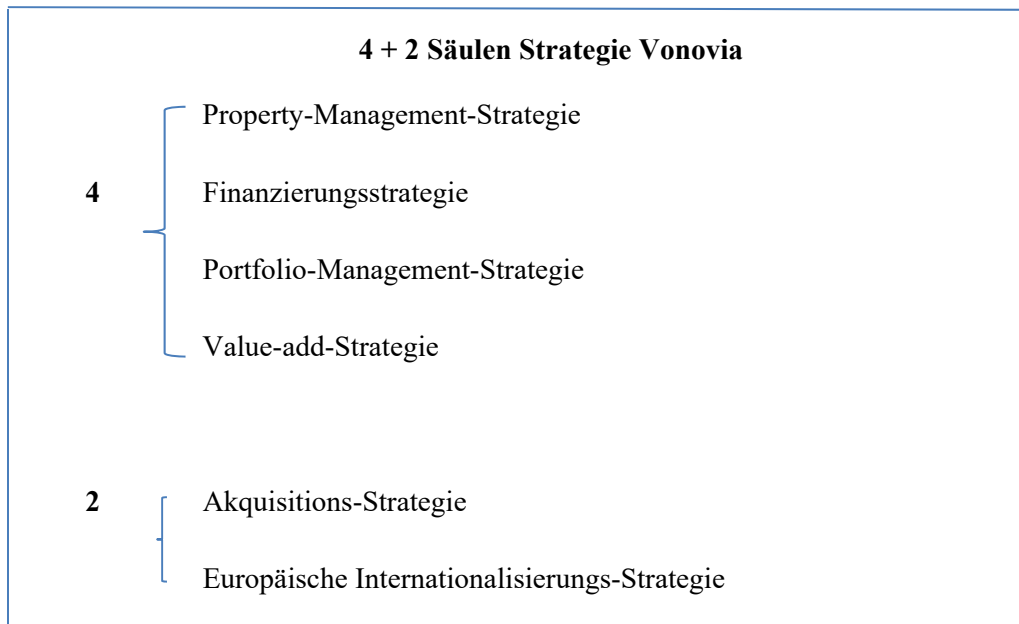 4 + 2 Säulen Strategie Vonovia
Property-Management-Strategie
4 Finanzierungsstrategie
Portfolio-Management-Strategie
Value-add-Strategie
2 Akquisitions-Strategie
Europäische Internationalisierungs-Strategie